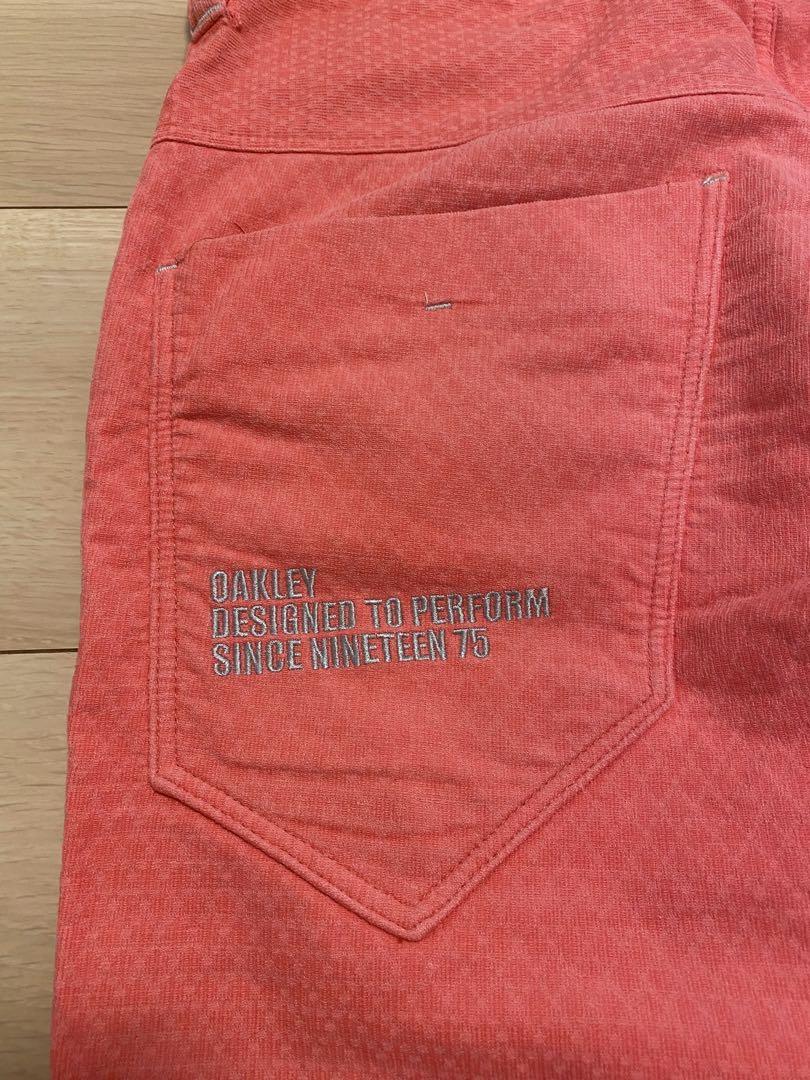 OAKLEY
DESIGNED TO PERFORM
SINCE NINETEEN 75